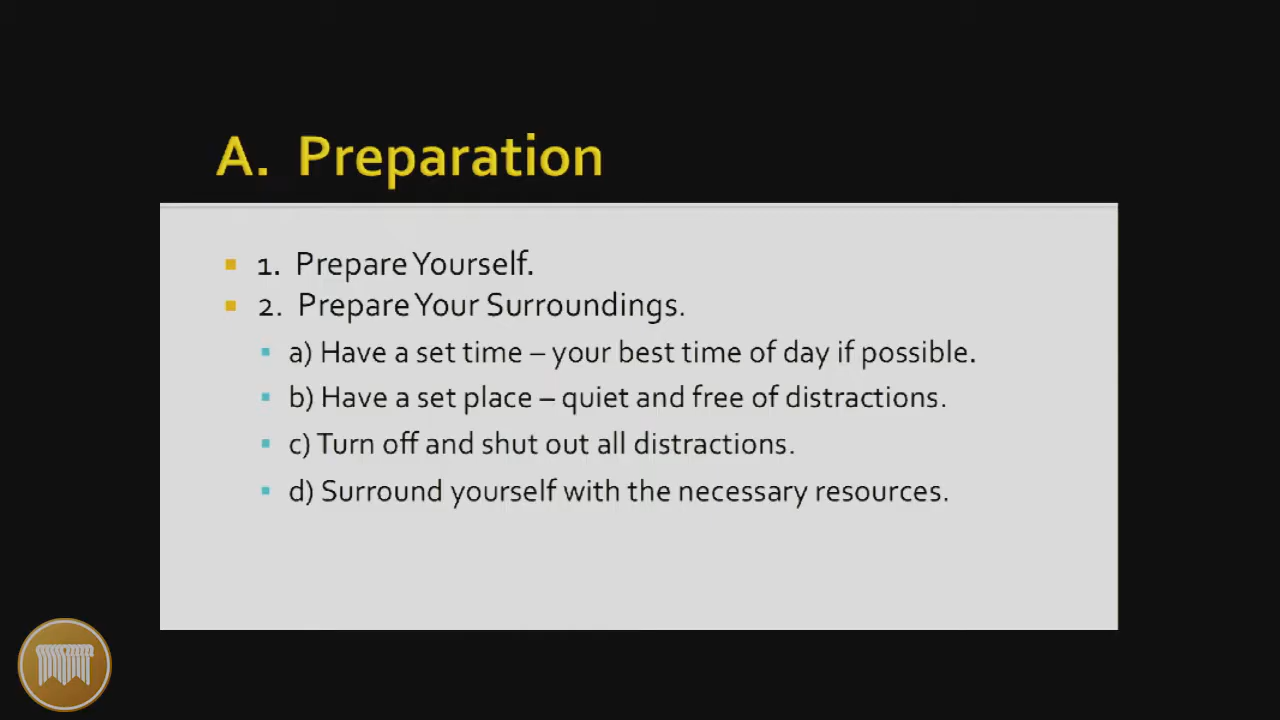 A. Preparation
1. Prepare Yourself.
2. Prepare Your Surroundings.
a) Have a set time – your best time of day if possible.
b) Have a set place – quiet and free of distractions.
c) Turn off and shut out all distractions.
d) Surround yourself with the necessary resources.